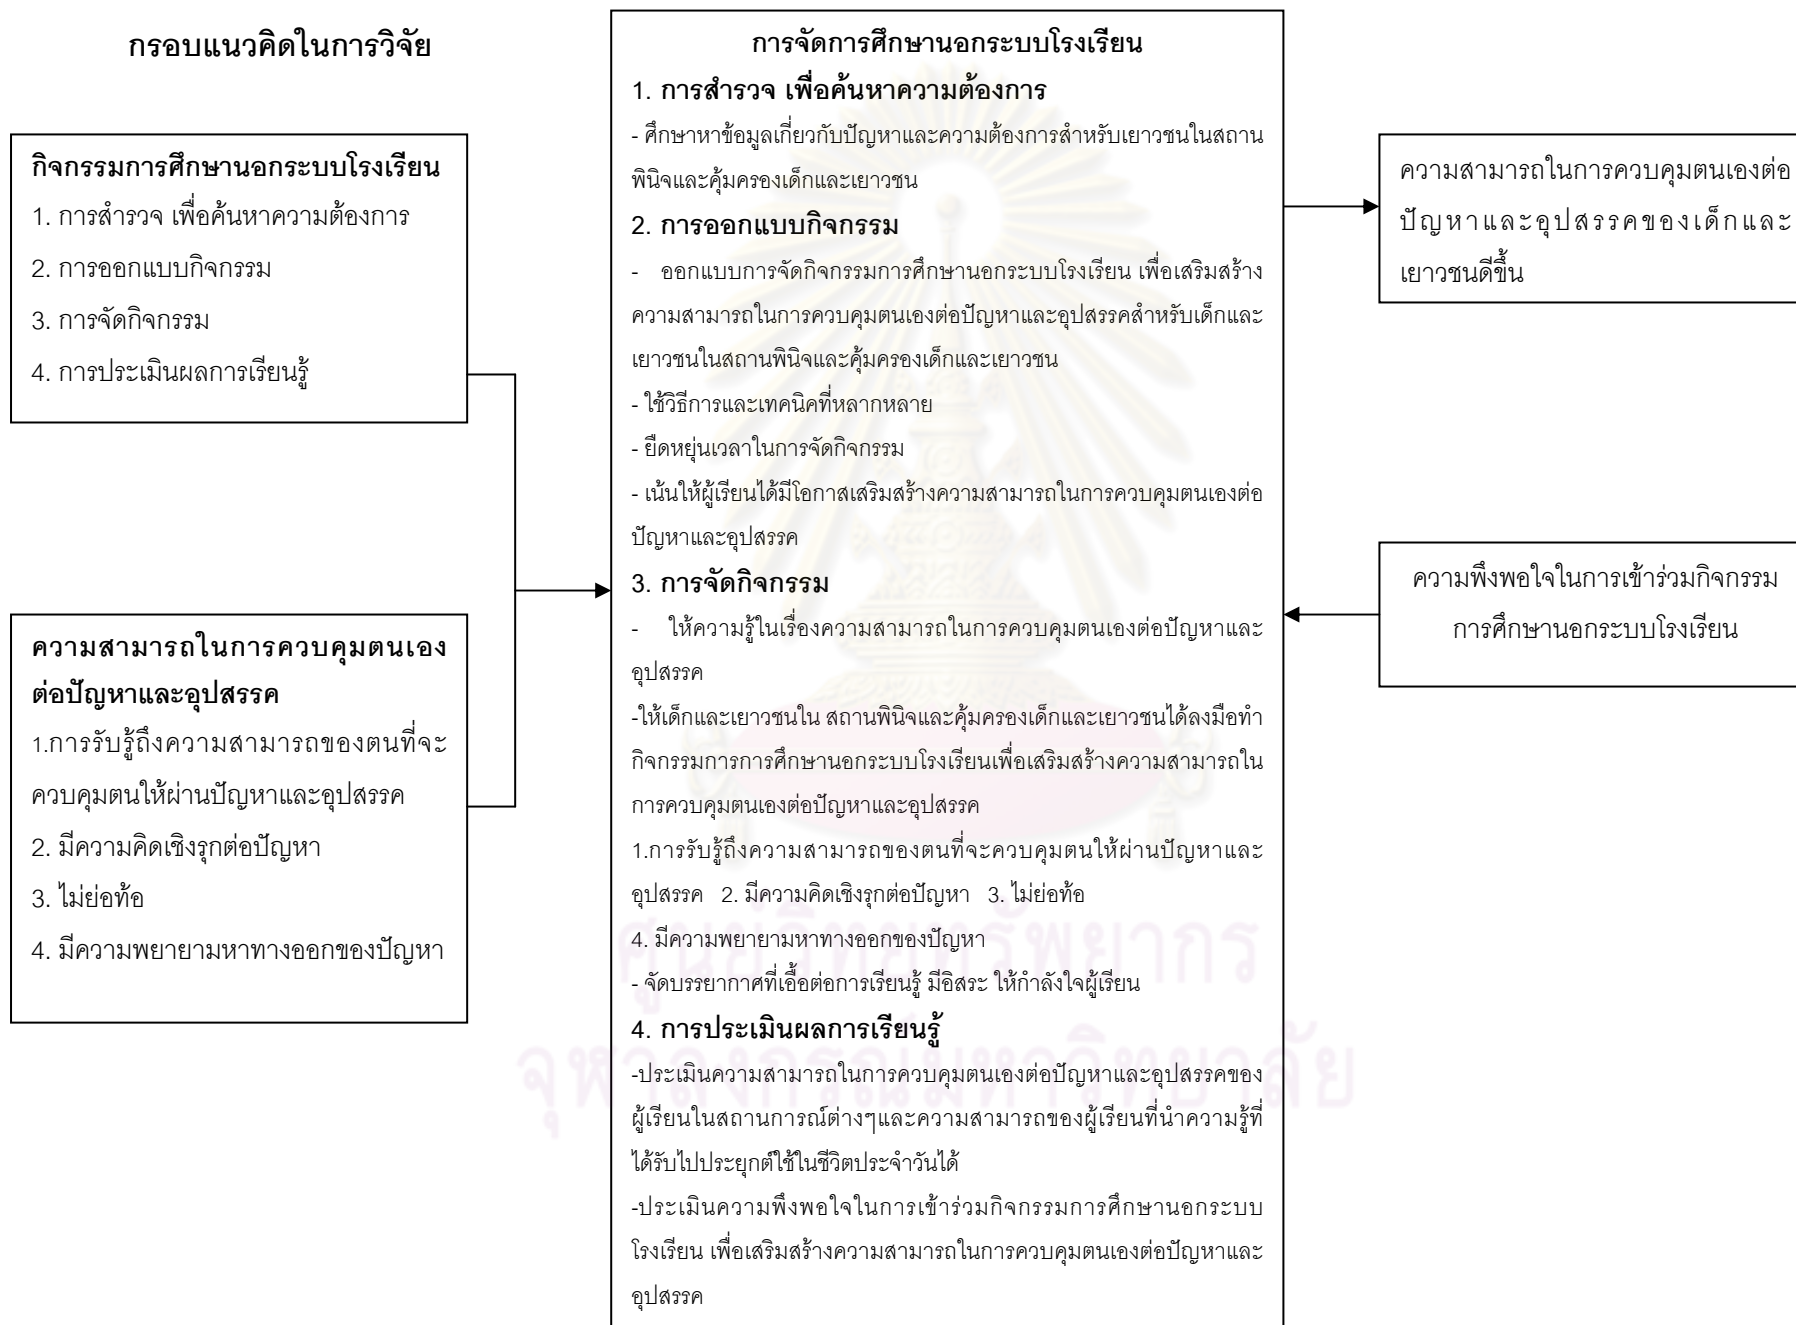 กรอบแนวคิดในการวิจัย
กิจกรรมการศึกษานอกระบบโรงเรียน
1. การสำรวจ เพื่อค้นหาความต้องการ
2. การออกแบบกิจกรรม
3. การจัดกิจกรรม
4. การประเมินผลการเรียนรู้
ความสามารถในการควบคุมตนเอง
ต่อปัญหาและอุปสรรค
1.การรับรู้ถึงความสามารถของตนที่จะ
ควบคุมตนให้ผ่านปัญหาและอุปสรรค
2. มีความคิดเชิงรุกต่อปัญหา
3. ไม่ย่อท้อ
4. มีความพยายามหาทางออกของปัญหา
การจัดการศึกษานอกระบบโรงเรียน
1. การสำรวจ เพื่อค้นหาความต้องการ
- ศึกษาหาข้อมูลเกี่ยวกับปัญหาและความต้องการสำหรับเยาวชนในสถาน
พินิจและคุ้มครองเด็กและเยาวชน
2. การออกแบบกิจกรรม
- ออกแบบการจัดกิจกรรมการศึกษานอกระบบโรงเรียน เพื่อเสริมสร้าง
ความสามารถในการควบคุมตนเองต่อปัญหาและอุปสรรคสำหรับเด็กและ
เยาวชนในสถานพินิจและคุ้มครองเด็กและเยาวชน
- ใช้วิธีการและเทคนิคที่หลากหลาย
- ยืดหยุ่นเวลาในการจัดกิจกรรม
- เน้นให้ผู้เรียนได้มีโอกาสเสริมสร้างความสามารถในการควบคุมตนเองต่อ
ปัญหาและอุปสรรค
3. การจัดกิจกรรม
- ให้ความรู้ในเรื่องความสามารถในการควบคุมตนเองต่อปัญหาและ
อุปสรรค
-ให้เด็กและเยาวชนใน สถานพินิจและคุ้มครองเด็กและเยาวชนได้ลงมือทำ
กิจกรรมการการศึกษานอกระบบโรงเรียนเพื่อเสริมสร้างความสามารถใน
การควบคุมตนเองต่อปัญหาและอุปสรรค
1.การรับรู้ถึงความสามารถของตนที่จะควบคุมตนให้ผ่านปัญหาและ
อุปสรรค 2. มีความคิดเชิงรุกต่อปัญหา 3. ไม่ย่อท้อ
4. มีความพยายามหาทางออกของปัญหา
- จัดบรรยากาศที่เอื้อต่อการเรียนรู้ มีอิสระ ให้กำลังใจผู้เรียน
4. การประเมินผลการเรียนรู้
-ประเมินความสามารถในการควบคุมตนเองต่อปัญหาและอุปสรรคของ
ผู้เรียนในสถานการณ์ต่างๆและความสามารถของผู้เรียนที่นำความรู้ที่
ได้รับไปประยุกต์ใช้ในชีวิตประจำวันได้
-ประเมินความพึงพอใจในการเข้าร่วมกิจกรรมการศึกษานอกระบบ
โรงเรียน เพื่อเสริมสร้างความสามารถในการควบคุมตนเองต่อปัญหาและ
อุปสรรค
ความสามารถในการควบคุมตนเองต่อ
ปัญหาและอุปสรรคของเด็กและ
เยาวชนดีขึ้น
ความพึงพอใจในการเข้าร่วมกิจกรรม
การศึกษานอกระบบโรงเรียน
ศูนย์วิทยทรัพยากร
จุฬาลงกรณ์มหาวิทยาลัย